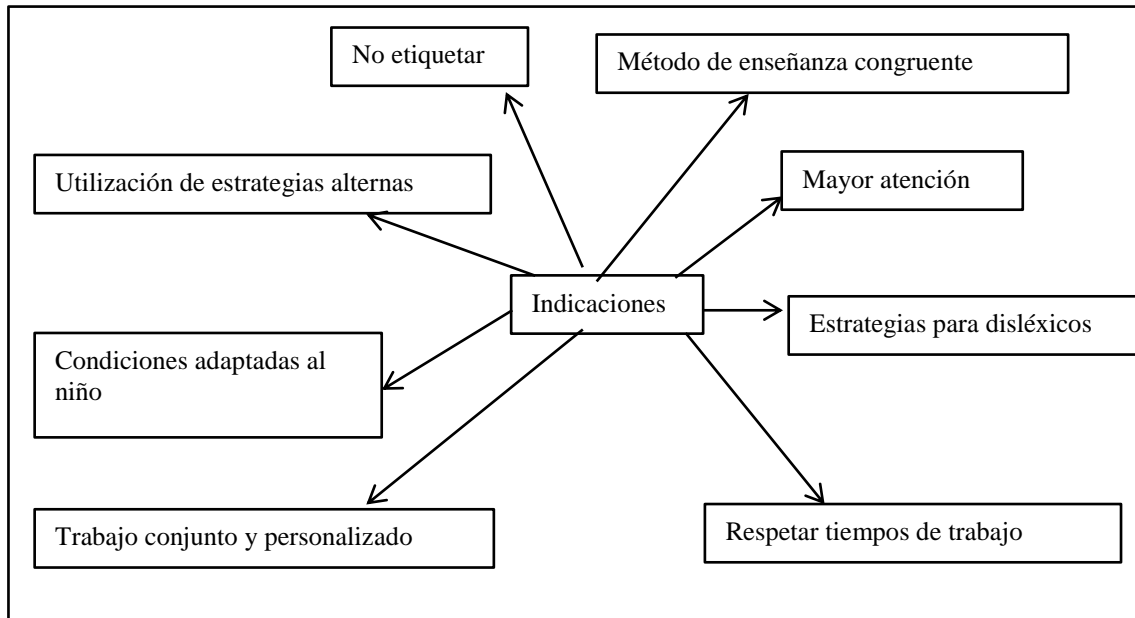 No etiquetar
Método de enseñanza congruente
Utilización de estrategias alternas
Mayor atención
Indicaciones
Estrategias para disléxicos
Condiciones adaptadas al
niño
Trabajo conjunto y personalizado
Respetar tiempos de trabajo